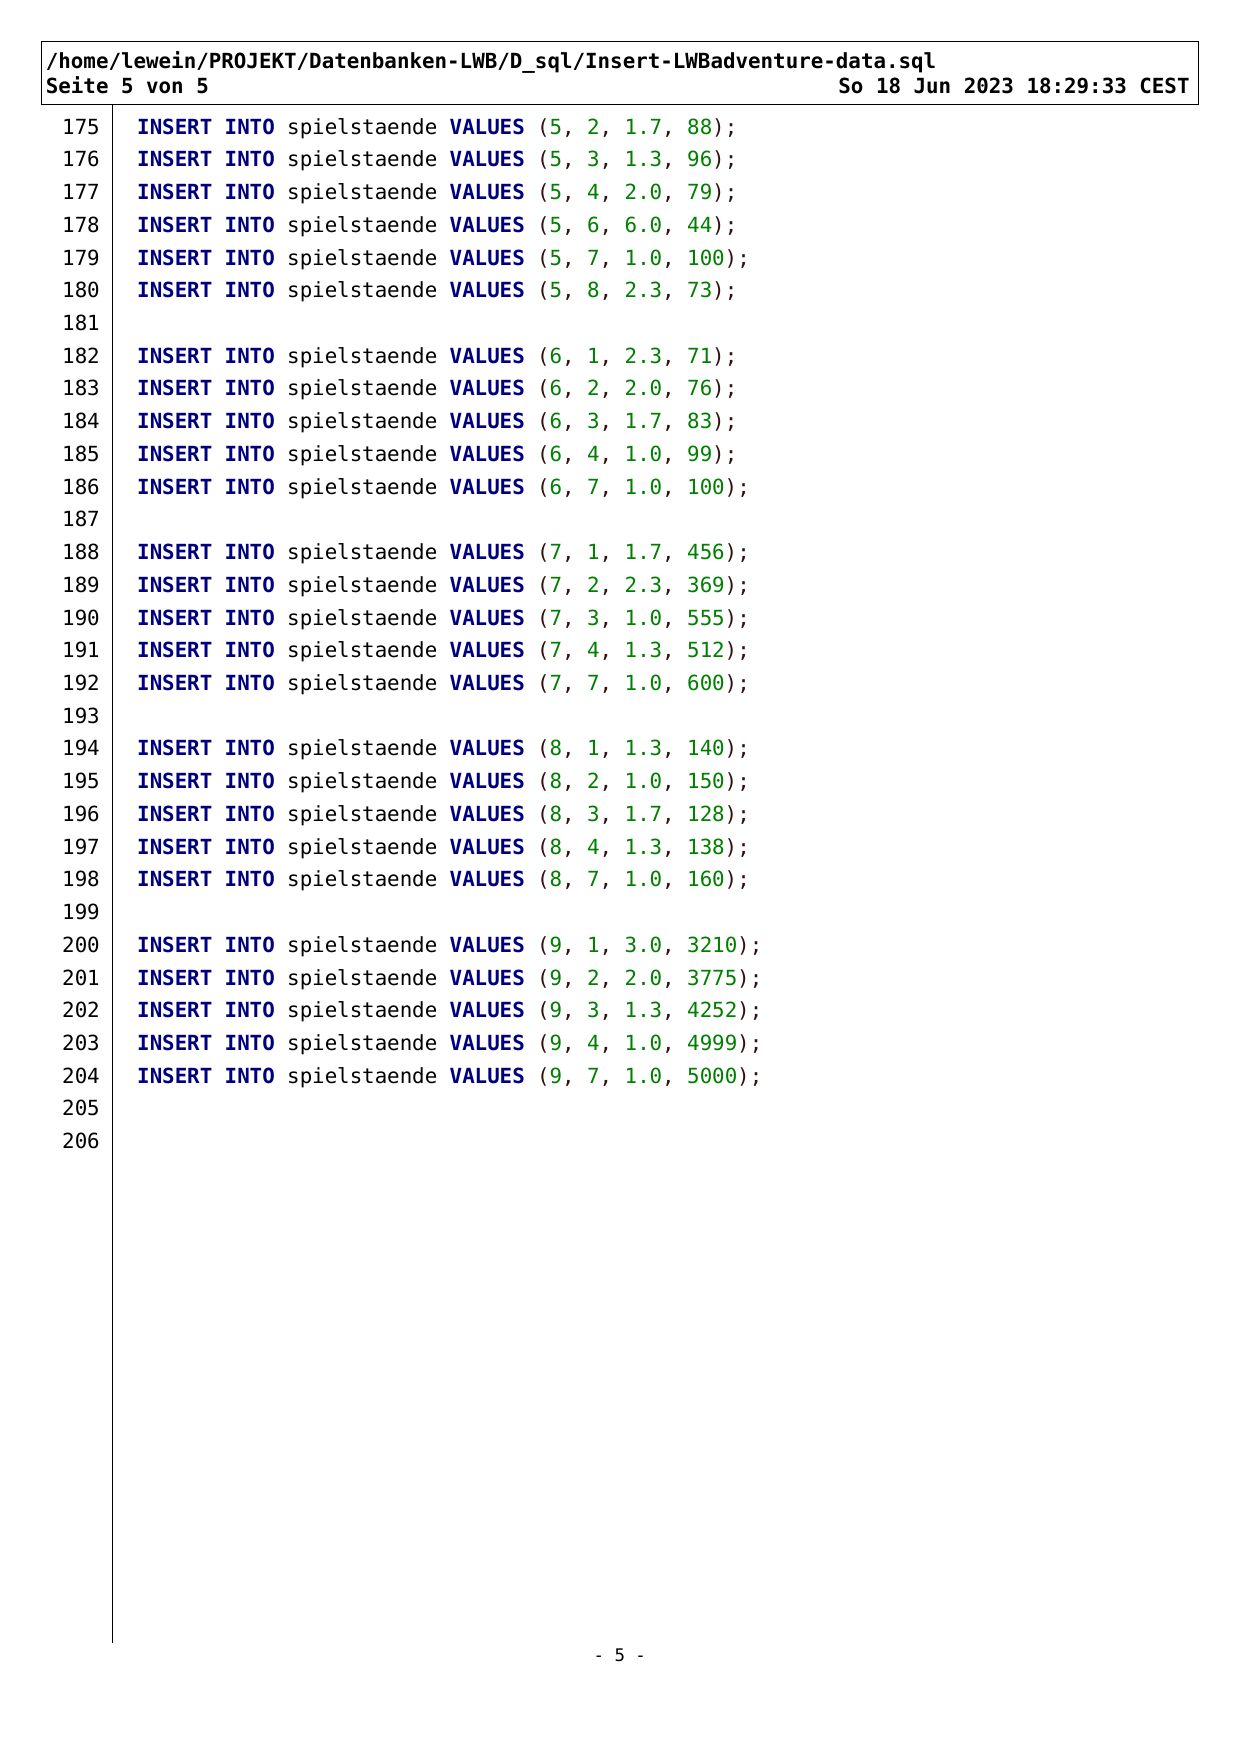 /home/lewein/PROJEKT/Datenbanken-LWB/D_sql/Insert-LWBadventure-data.sql
Seite 5 von 5 So 18 Jun 2023 18:29:33 CEST
175 INSERT INTO spielstaende VALUES (5, 2, 1.7, 88);
176 INSERT INTO spielstaende VALUES (5, 3, 1.3, 96);
177 INSERT INTO spielstaende VALUES (5, 4, 2.0, 79);
178 INSERT INTO spielstaende VALUES (5, 6, 6.0, 44);
179 INSERT INTO spielstaende VALUES (5, 7, 1.0, 100);
180 INSERT INTO spielstaende VALUES (5, 8, 2.3, 73);
181
182 INSERT INTO spielstaende VALUES (6, 1, 2.3, 71);
183 INSERT INTO spielstaende VALUES (6, 2, 2.0, 76);
184 INSERT INTO spielstaende VALUES (6, 3, 1.7, 83);
185 INSERT INTO spielstaende VALUES (6, 4, 1.0, 99);
186 INSERT INTO spielstaende VALUES (6, 7, 1.0, 100);
187
188 INSERT INTO spielstaende VALUES (7, 1, 1.7, 456);
189 INSERT INTO spielstaende VALUES (7, 2, 2.3, 369);
190 INSERT INTO spielstaende VALUES (7, 3, 1.0, 555);
191 INSERT INTO spielstaende VALUES (7, 4, 1.3, 512);
192 INSERT INTO spielstaende VALUES (7, 7, 1.0, 600);
193
194 INSERT INTO spielstaende VALUES (8, 1, 1.3, 140);
195 INSERT INTO spielstaende VALUES (8, 2, 1.0, 150);
196 INSERT INTO spielstaende VALUES (8, 3, 1.7, 128);
197 INSERT INTO spielstaende VALUES (8, 4, 1.3, 138);
198 INSERT INTO spielstaende VALUES (8, 7, 1.0, 160);
199
200 INSERT INTO spielstaende VALUES (9, 1, 3.0, 3210);
201 INSERT INTO spielstaende VALUES (9, 2, 2.0, 3775);
202 INSERT INTO spielstaende VALUES (9, 3, 1.3, 4252);
203 INSERT INTO spielstaende VALUES (9, 4, 1.0, 4999);
204 INSERT INTO spielstaende VALUES (9, 7, 1.0, 5000);
205
206
- 5 -